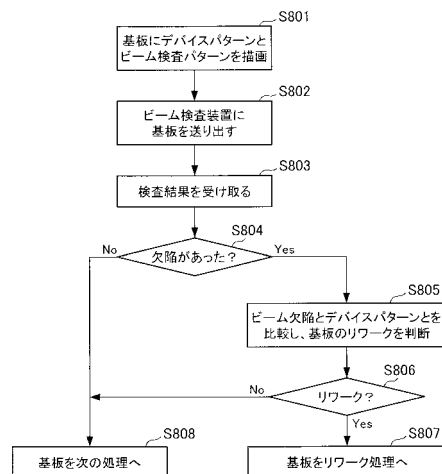 S801
基板にデバイスパターンと
ビーム検査パターンを描画
S802
ビーム検査装置に
基板を送り出す
S803
検査結果を受け取る
S804
No
欠陥があった?
Yes
S805
ビーム欠陥とデバイスパターンとを
比較し、基板のリワークを判断
S806
No
リワーク?
Yes
S808
S807
基板を次の処理へ
基板をリワーク処理へ